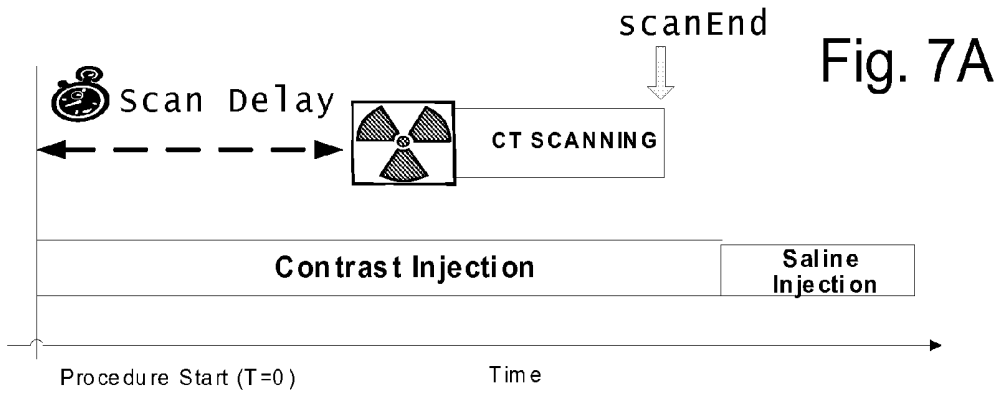 scanEnd
Fig. 7A
Scan Delay
CT SCANNING
Contrast Injection
Saline
Injection
Procedure Start (T=0)
Time